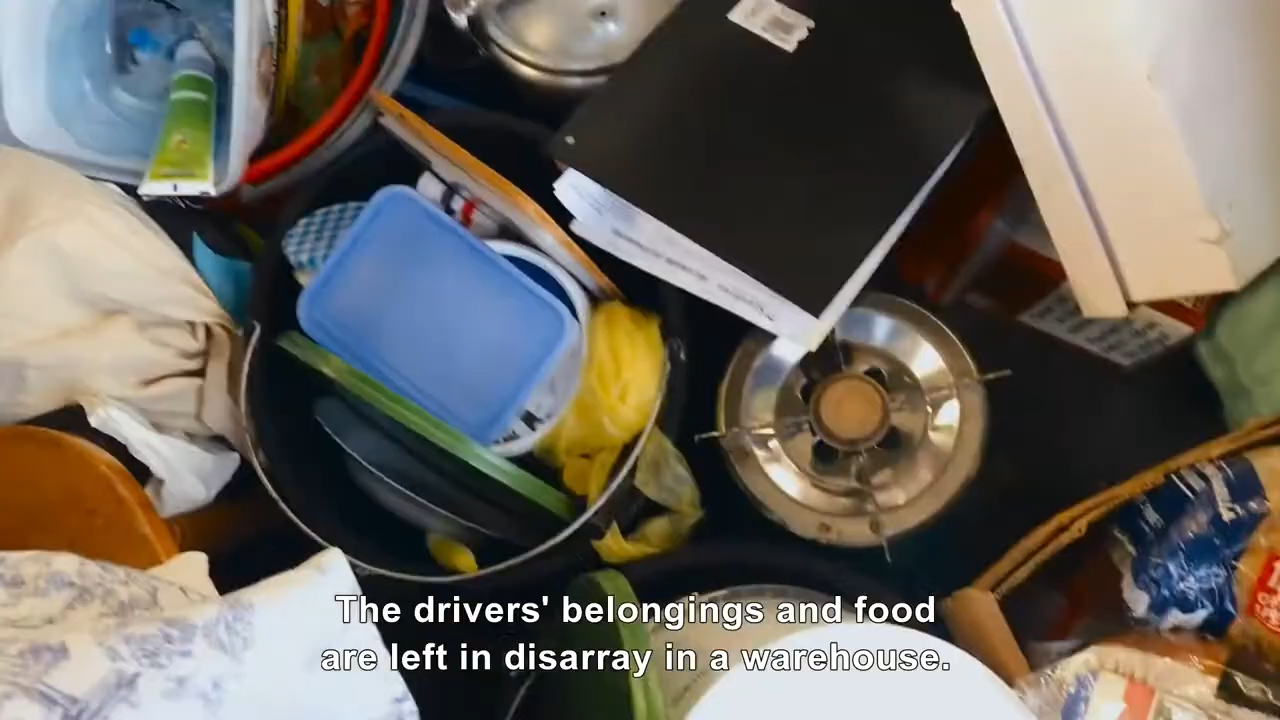 The drivers' belongings and food
are left in disarray in a warehouse.